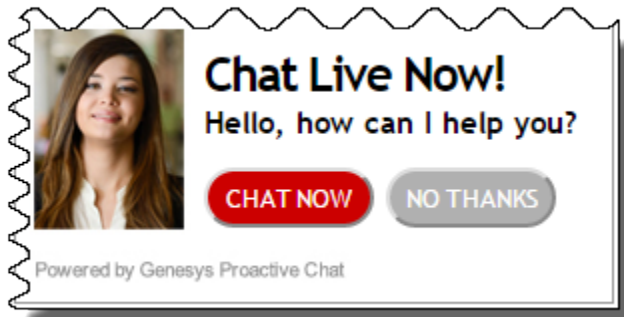 Chat Live Now!
Hello, how can I help you?
CHAT NOW NO THANKS
Powered by Genesys Proactive Chat